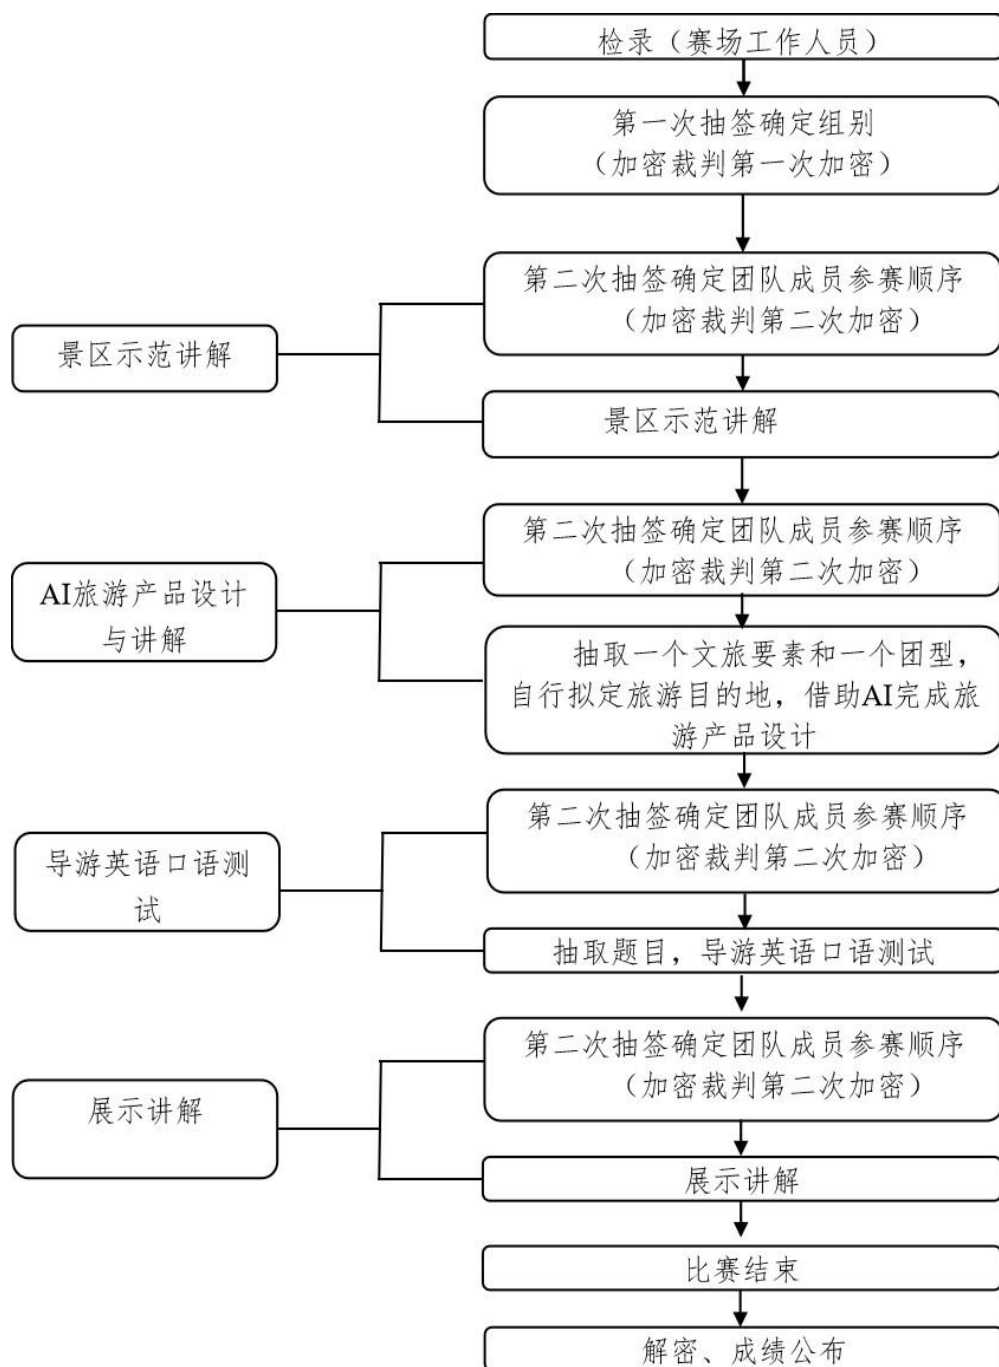 检录（赛场工作人员）
第一次抽签确定组别
（加密裁判第一次加密）
第二次抽签确定团队成员参赛顺序
（加密裁判第二次加密）
景区示范讲解
景区示范讲解
第二次抽签确定团队成员参赛顺序
（加密裁判第二次加密）
AI旅游产品设计
与讲解
抽取一个文旅要素和一个团型，
自行拟定旅游目的地，借助AI完成旅
游产品设计
第二次抽签确定团队成员参赛顺序
（加密裁判第二次加密）
导游英语口语测
试
抽取题目，导游英语口语测试
第二次抽签确定团队成员参赛顺序
（加密裁判第二次加密）
展示讲解
展示讲解
比赛结束
解密、成绩公布